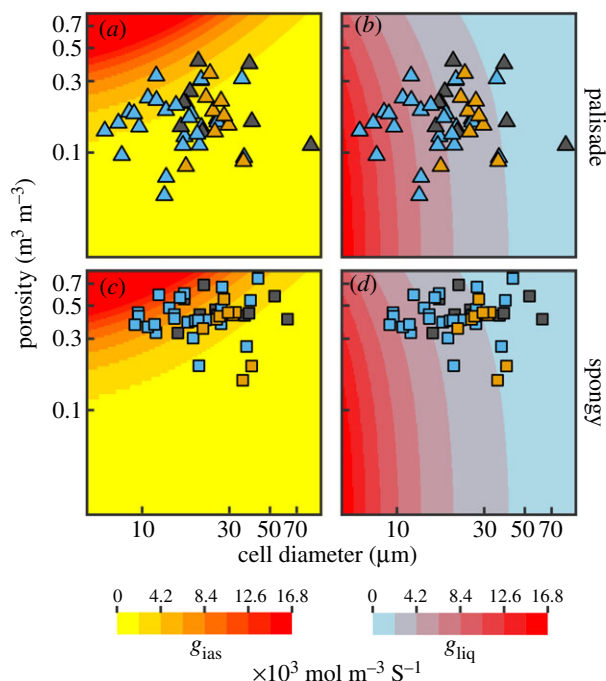 0.7
(a)
(b)
0.5
0.3
palisade
0.1
porosity (m³ m⁻³)
0.7
(c)
(d)
0.5
0.3
spongy
0.1
10 30 50 70 10 30 50 70
cell diameter (μm)
0 4.2 8.4 12.6 16.8 0 4.2 8.4 12.6 16.8
g_ias g_liq
×10³ mol m⁻³ S⁻¹